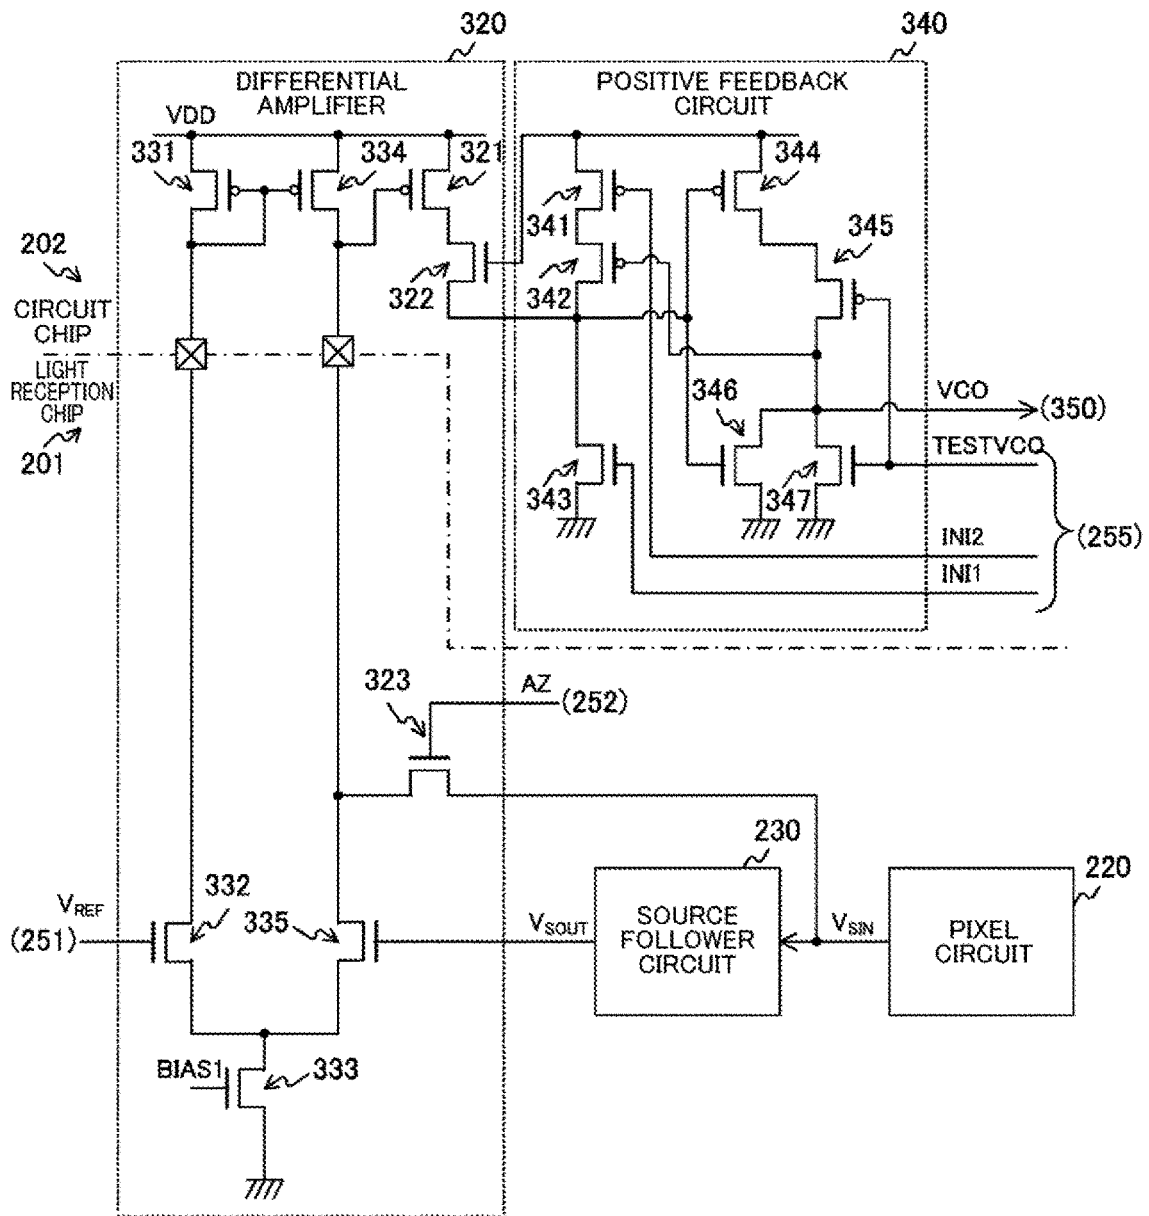 320
340
DIFFERENTIAL
AMPLIFIER
POSITIVE FEEDBACK
CIRCUIT
VDD
331
334
321
344
341
345
202
322
342
CIRCUIT
CHIP
LIGHT
RECEPTION
CHIP
201
346
VCO
(350)
TESTVCO
343
347
INI2
(255)
INI1
323
AZ
(252)
230
220
VREF
(251)
332
335
VSOUT
SOURCE
FOLLOWER
CIRCUIT
VSIN
PIXEL
CIRCUIT
BIAS1
333